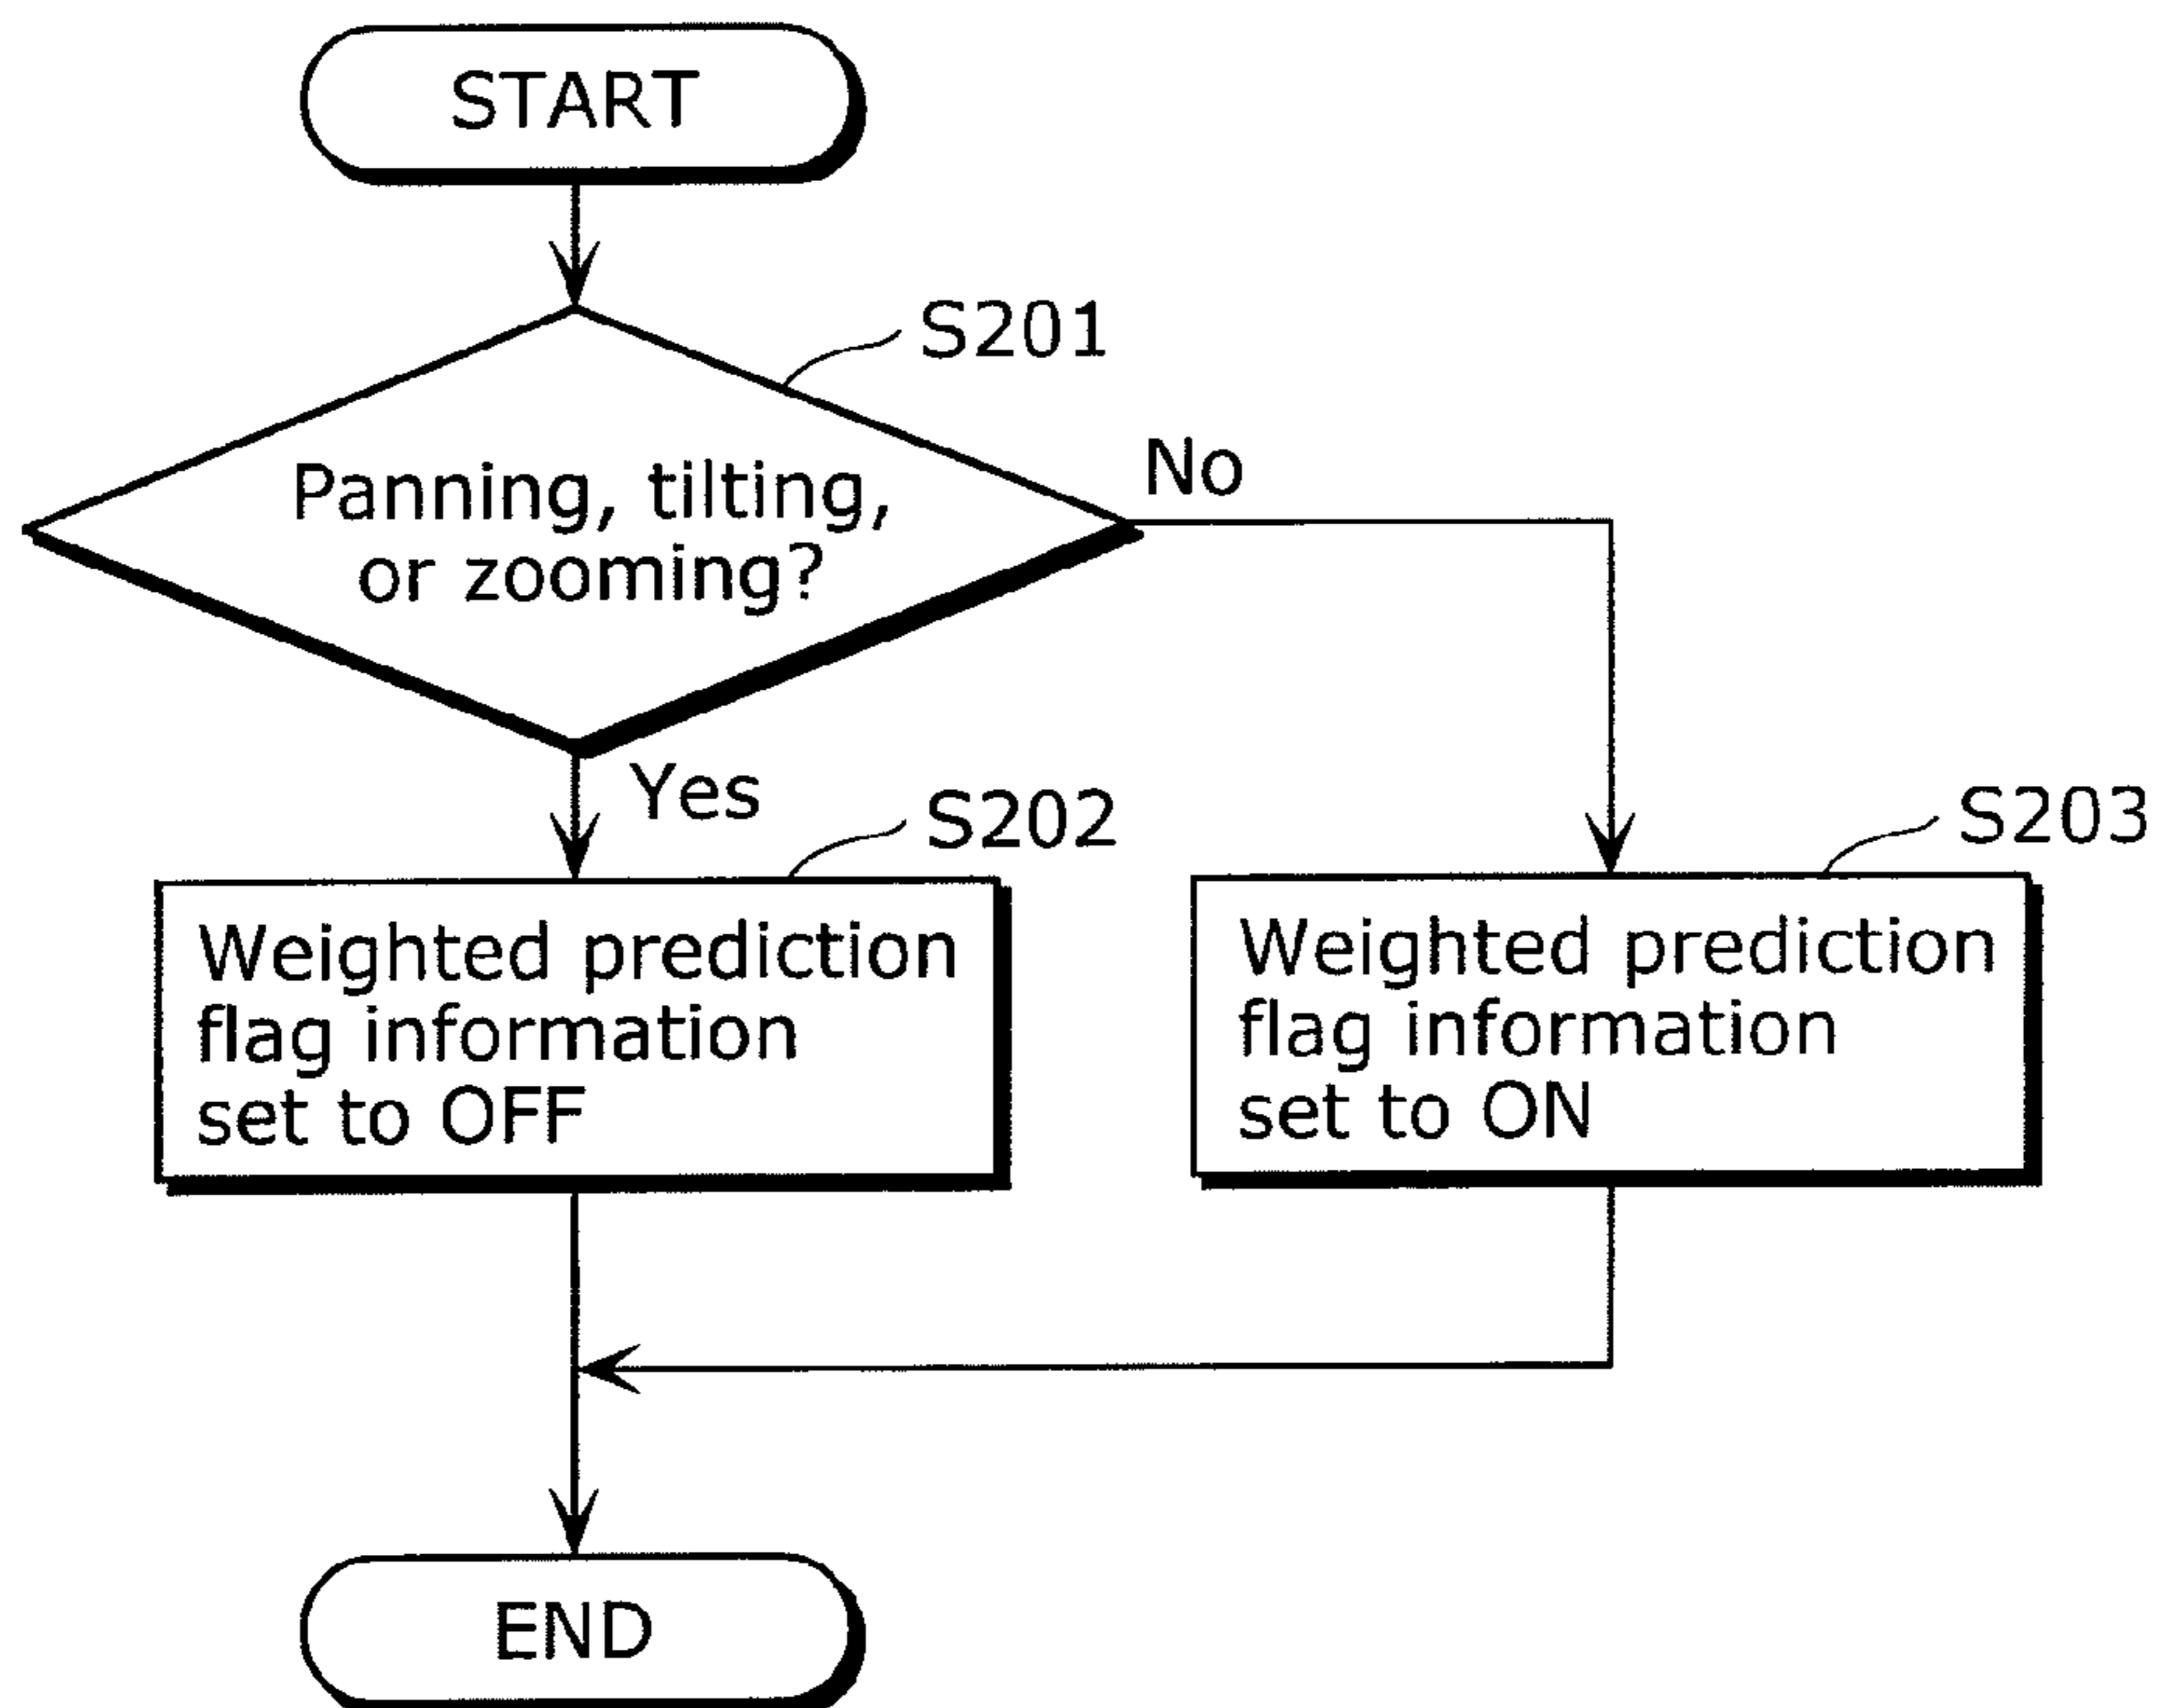 START
S201
Panning, tilting,
or zooming?
No
Yes
S202
S203
Weighted prediction
flag information
set to OFF
Weighted prediction
flag information
set to ON
END